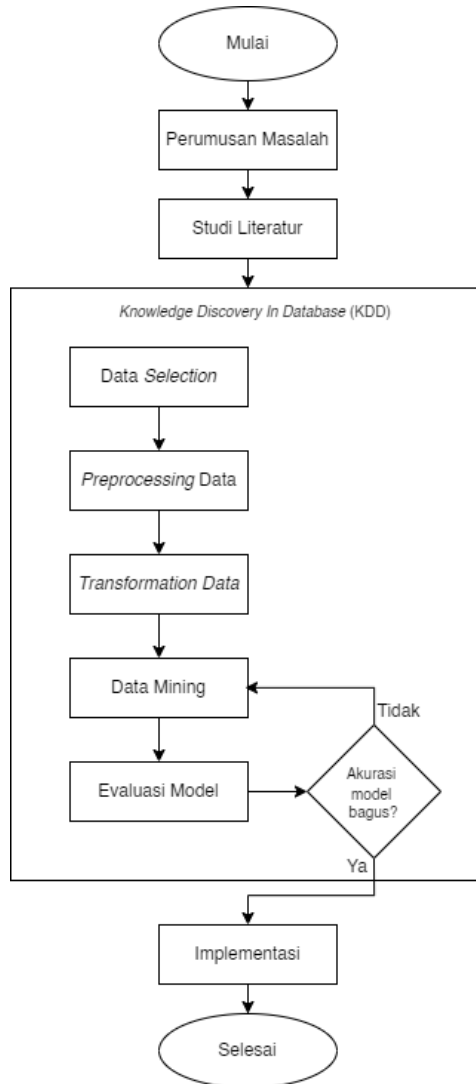 Mulai
Perumusan Masalah
Studi Literatur
Knowledge Discovery In Database (KDD)
Data Selection
Preprocessing Data
Transformation Data
Data Mining
Tidak
Evaluasi Model
Akurasi
model
bagus?
Ya
Implementasi
Selesai